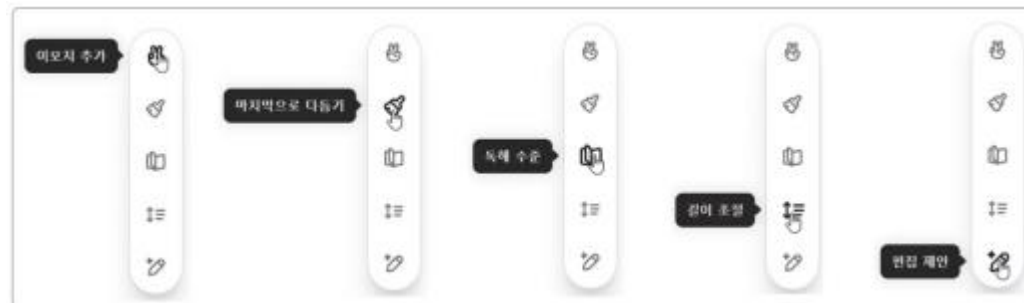 이모지 추가
마지막으로 다듬기
독해 수준
길이 조절
편집 제안